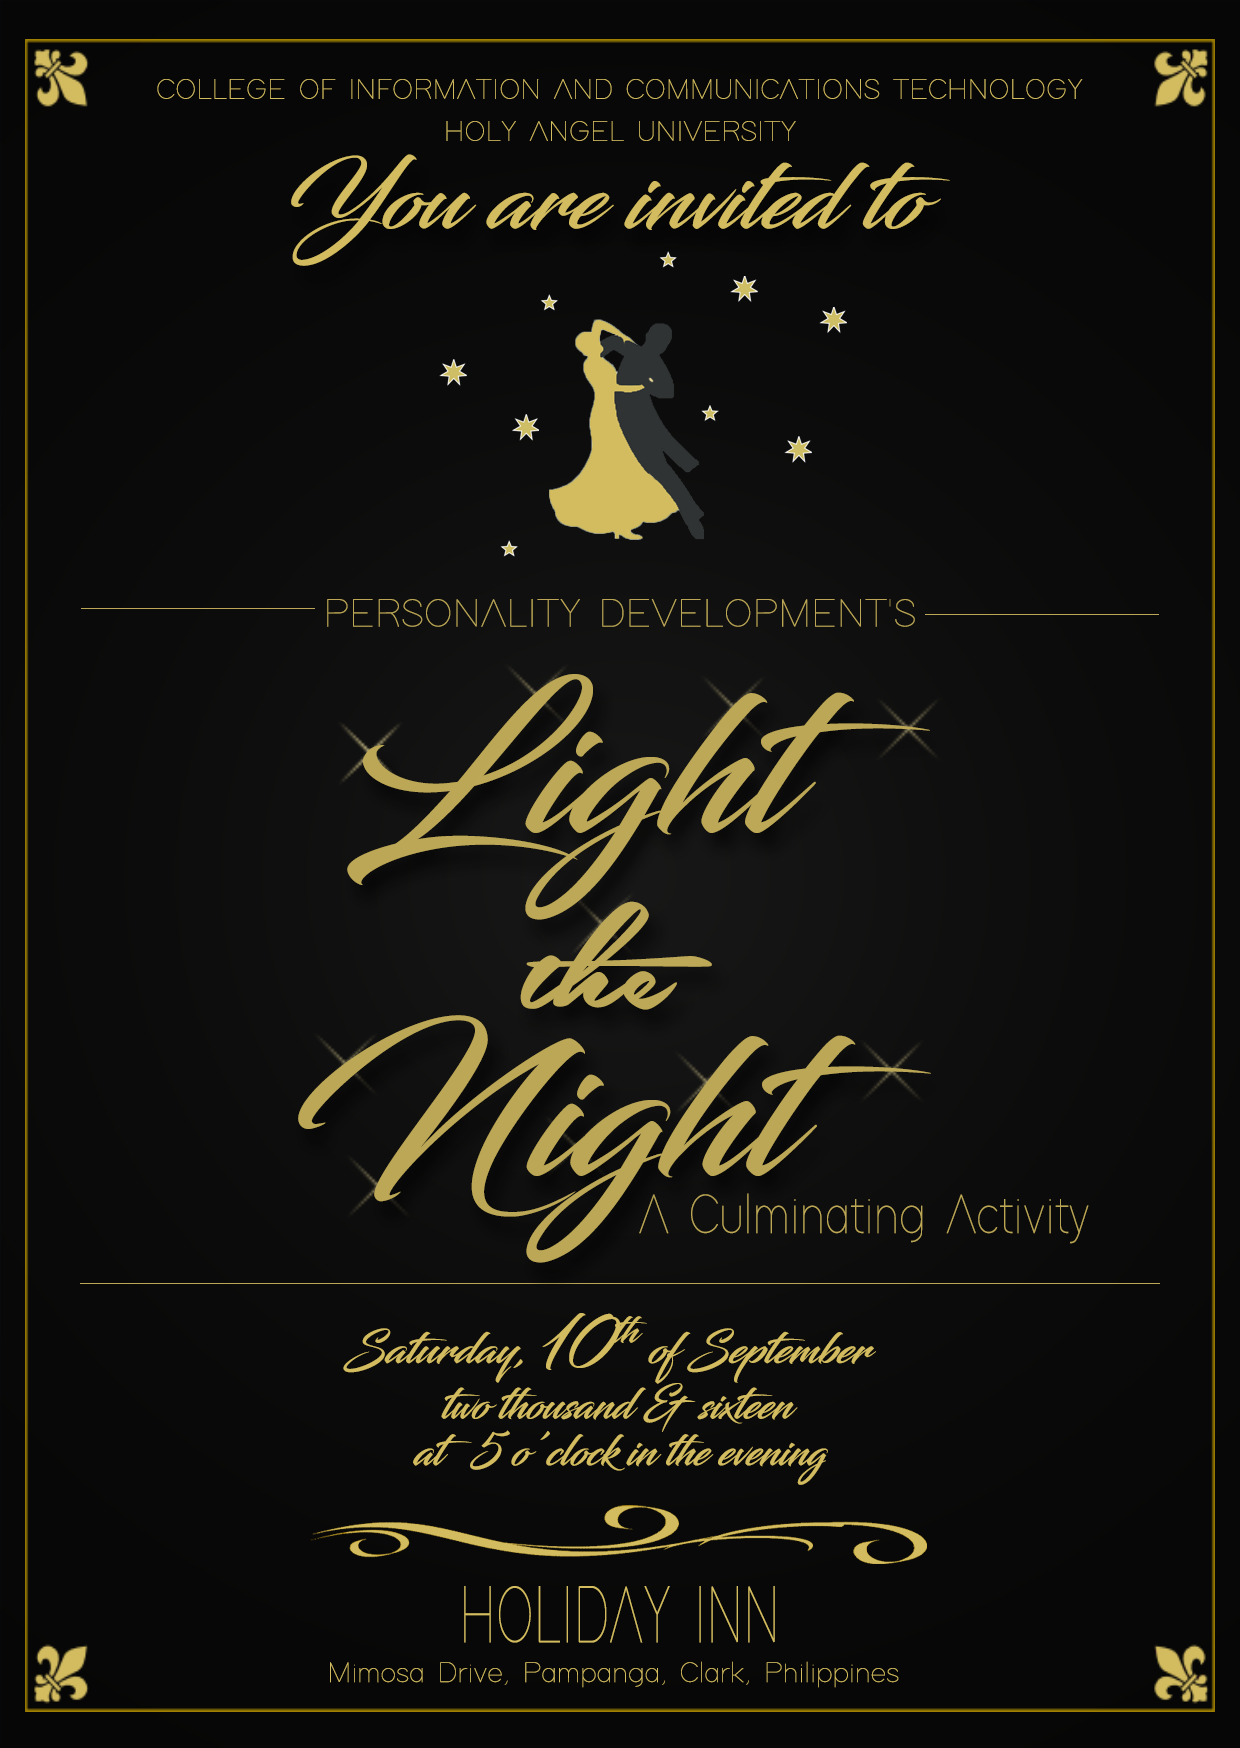 COLLEGE OF INFORMATION AND COMMUNICATIONS TECHNOLOGY
HOLY ANGEL UNIVERSITY
You are invited to
PERSONALITY DEVELOPMENT'S
Light
the
Night
A Culminating Activity
Saturday, 10th of September
two thousand & sixteen
at 5 o'clock in the evening
HOLIDAY INN
Mimosa Drive, Pampanga, Clark, Philippines